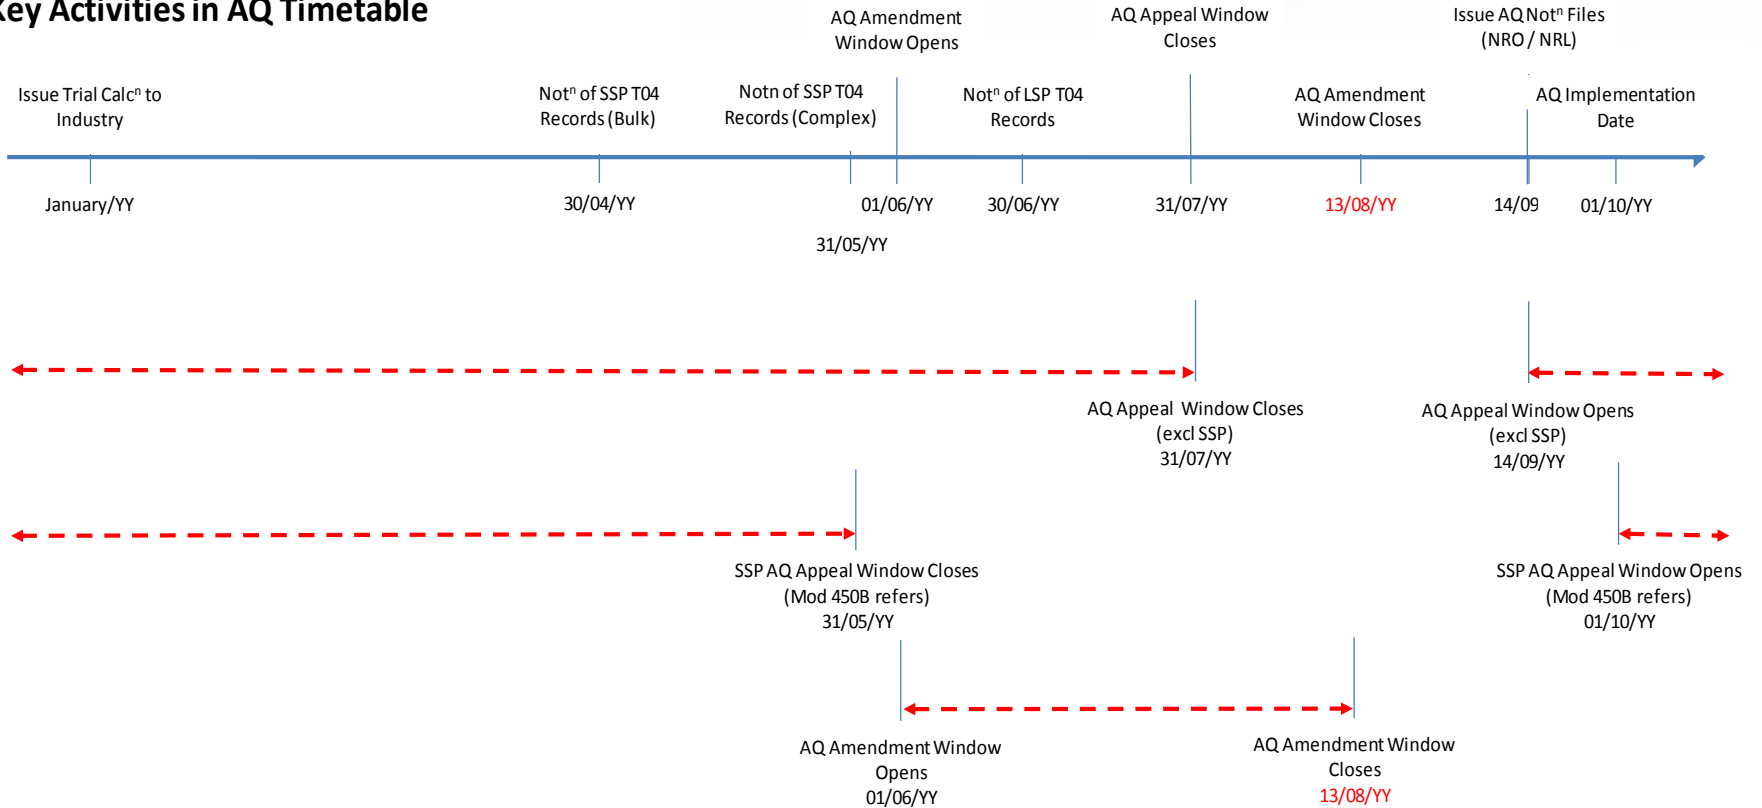 Key Activities in AQ Timetable
AQ Amendment
Window Opens
AQ Appeal Window
Closes
Issue AQ Notⁿ Files
(NRO / NRL)
Issue Trial Calcⁿ to
Industry
Notⁿ of SSP T04
Records (Bulk)
Notn of SSP T04
Records (Complex)
Notⁿ of LSP T04
Records
AQ Amendment
Window Closes
AQ Implementation
Date
January/YY
30/04/YY
31/05/YY
01/06/YY
30/06/YY
31/07/YY
13/08/YY
14/09
01/10/YY
AQ Appeal Window Closes
(excl SSP)
31/07/YY
AQ Appeal Window Opens
(excl SSP)
14/09/YY
SSP AQ Appeal Window Closes
(Mod 450B refers)
31/05/YY
SSP AQ Appeal Window Opens
(Mod 450B refers)
01/10/YY
AQ Amendment Window
Opens
01/06/YY
AQ Amendment Window
Closes
13/08/YY